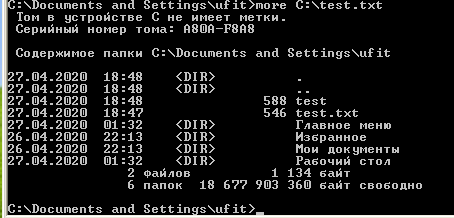 C:\Documents and Settings\ufit>more C:\test.txt
Том в устройстве C не имеет метки.
Серийный номер тома: A80A-F8A8
Содержимое папки C:\Documents and Settings\ufit
27.04.2020 18:48 <DIR> .
27.04.2020 18:48 <DIR> ..
27.04.2020 18:48 588 test
27.04.2020 18:47 546 test.txt
27.04.2020 01:32 <DIR> Главное меню
26.04.2020 22:13 <DIR> Избранное
26.04.2020 22:13 <DIR> Мои документы
27.04.2020 01:32 <DIR> Рабочий стол
2 файлов 1 134 байт
6 папок 18 677 903 360 байт свободно
C:\Documents and Settings\ufit>_